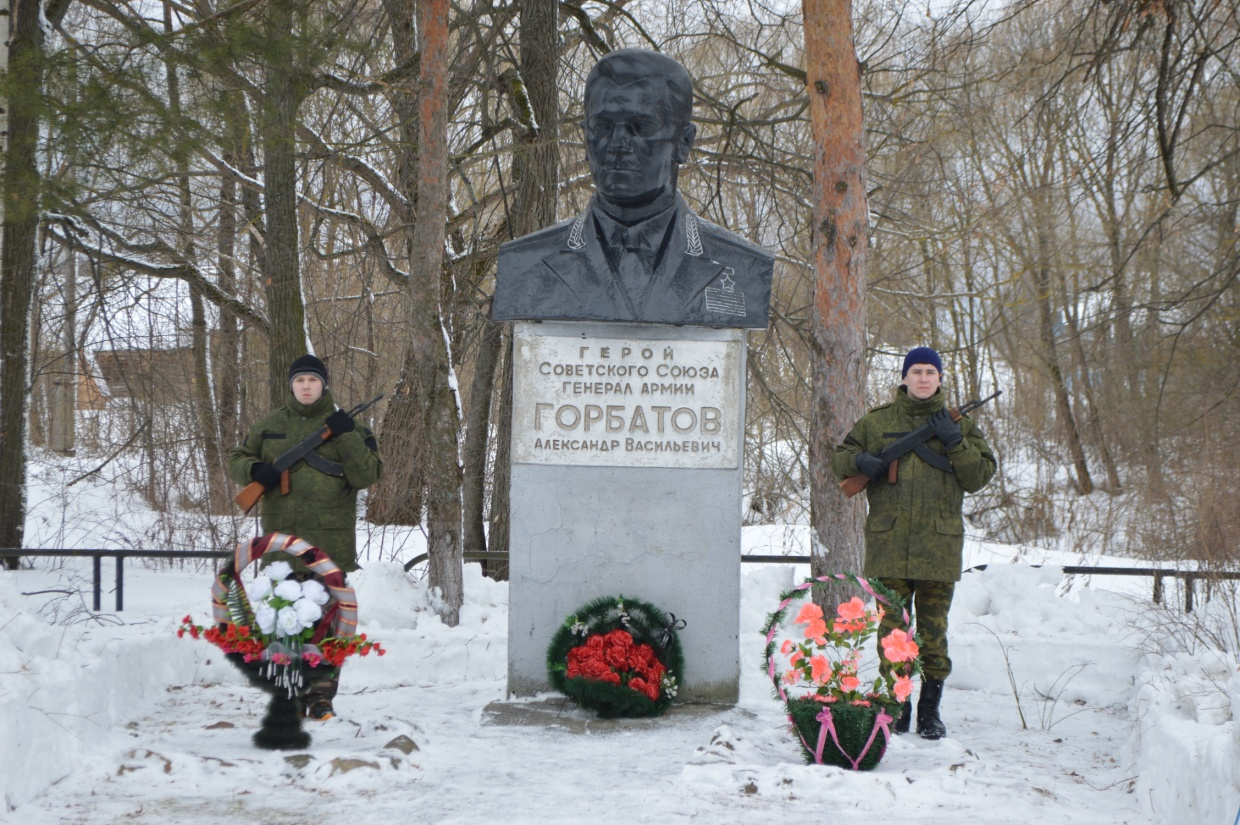 ГЕРОЙ
СОВЕТСКОГО СОЮЗА
ГЕНЕРАЛ АРМИИ
ГОРБАТОВ
АЛЕКСАНДР ВАСИЛЬЕВИЧ